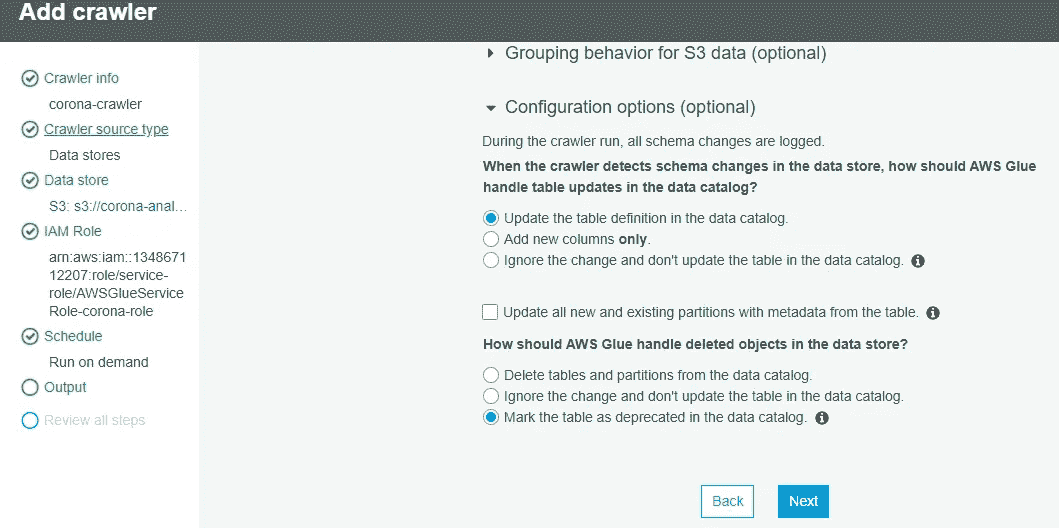 Add crawler
Crawler info
corona-crawler
Crawler source type
Data stores
Data store
S3: s3://corona-anal...
IAM Role
arn:aws:iam::1348671
12207:role/service-
role/AWSGlueService
Role-corona-role
Schedule
Run on demand
Output
Review all steps
Grouping behavior for S3 data (optional)
Configuration options (optional)
During the crawler run, all schema changes are logged.
When the crawler detects schema changes in the data store, how should AWS Glue
handle table updates in the data catalog?
Update the table definition in the data catalog.
Add new columns only.
Ignore the change and don't update the table in the data catalog.
Update all new and existing partitions with metadata from the table.
How should AWS Glue handle deleted objects in the data store?
Delete tables and partitions from the data catalog.
Ignore the change and don't update the table in the data catalog.
Mark the table as deprecated in the data catalog.
Back
Next